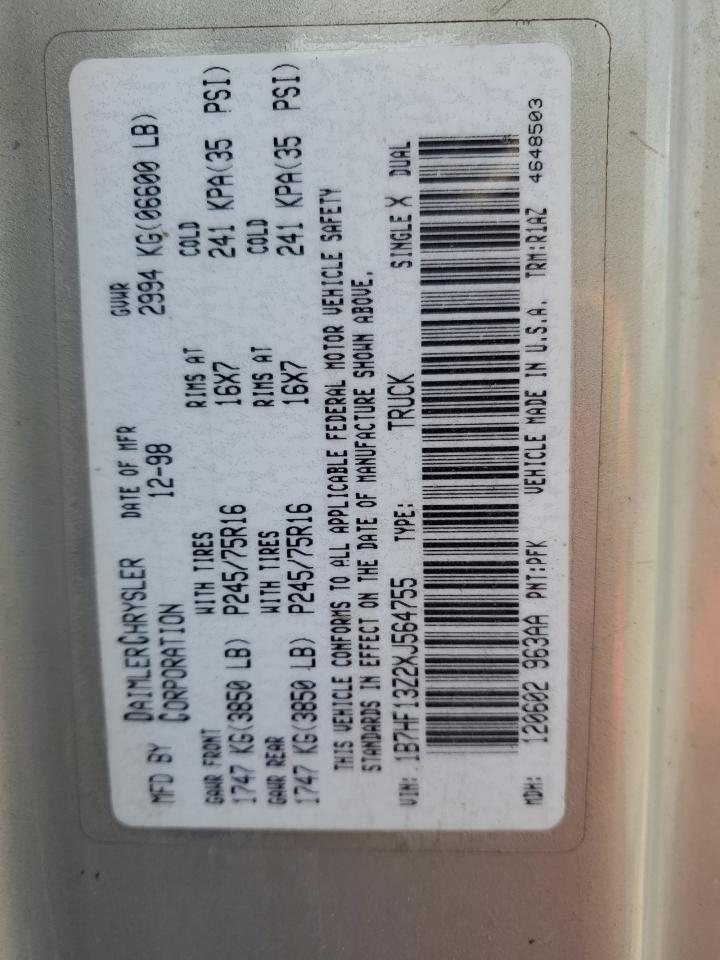 MFD BY DAIMLERCHRYSLER CORPORATION
DATE OF MFR 12-98
GVWR 2994 KG(06600 LB)
GAWR FRONT WITH TIRES RIMS AT COLD
1747 KG(3850 LB) P245/75R16 16X7 241 KPA(35 PSI)
GAWR REAR WITH TIRES RIMS AT COLD
1747 KG(3850 LB) P245/75R16 16X7 241 KPA(35 PSI)
THIS VEHICLE CONFORMS TO ALL APPLICABLE FEDERAL MOTOR VEHICLE SAFETY
STANDARDS IN EFFECT ON THE DATE OF MANUFACTURE SHOWN ABOVE.
VIN: 1B7HF13Z2XJ564755 TYPE: TRUCK SINGLE X DUAL
MDH: 120602 963AA PNT:PFK VEHICLE MADE IN U.S.A. TRM:R1AZ 4648503